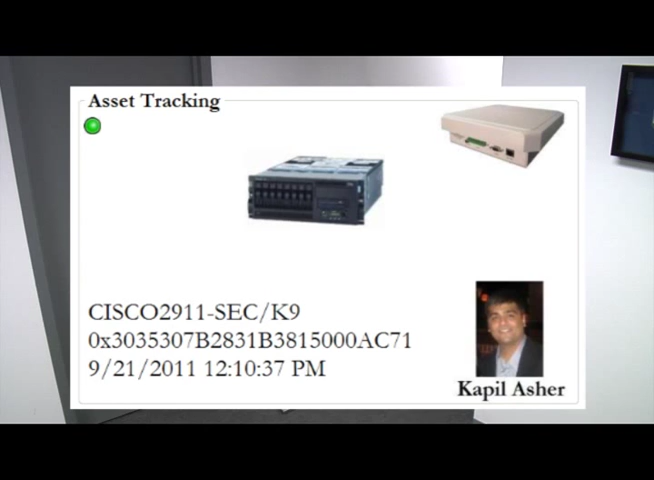 Asset Tracking
CISCO2911-SEC/K9
0x3035307B2831B3815000AC71
9/21/2011 12:10:37 PM
Kapil Asher